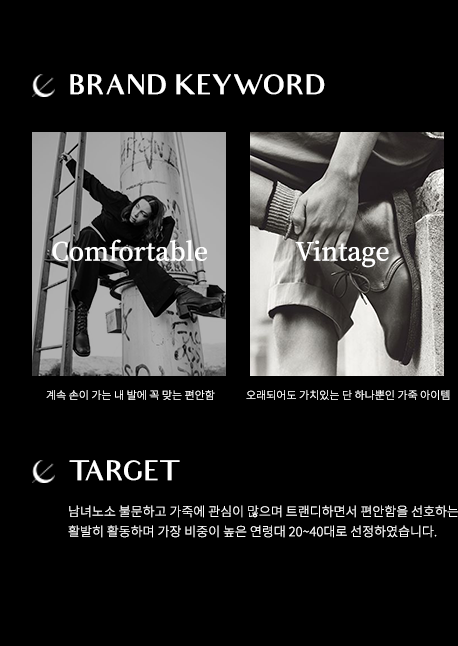 BRAND KEYWORD
Comfortable
Vintage
계속 손이 가는 내 발에 꼭 맞는 편안함
오래되어도 가치있는 단 하나뿐인 가죽 아이템
TARGET
남녀노소 불문하고 가죽에 관심이 많으며 트랜디하면서 편안함을 선호하는
활발히 활동하며 가장 비중이 높은 연령대 20~40대로 선정하였습니다.